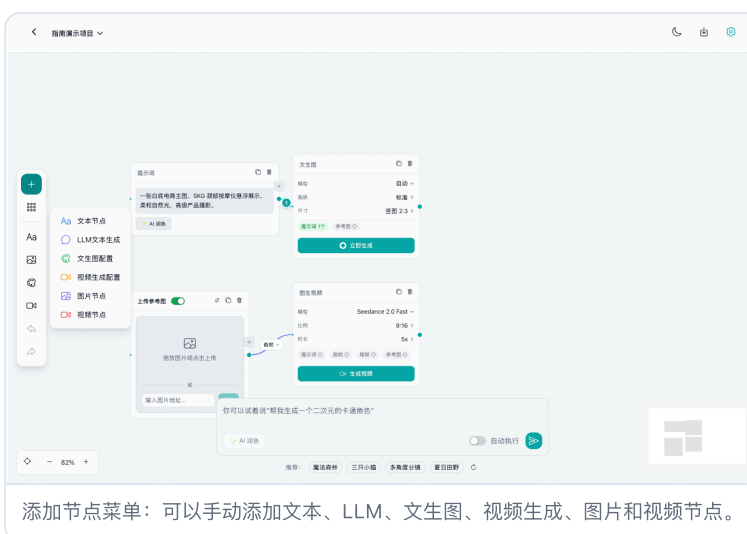 指南演示项目
提示词
一张白底电商主图，SKG 颈部按摩仪悬浮展示，
柔和自然光，高级产品摄影。
AI 润色
1
文生图
模型
自动
画质
标准
尺寸
竖图 2:3
提示词 1个
参考图
立即生成
Aa
Aa 文本节点
LLM文本生成
文生图配置
视频生成配置
图片节点
视频节点
上传参考图
拖放图片或点击上传
或
输入图片地址...
首帧
图生视频
模型
Seedance 2.0 Fast
比例
9:16
时长
5s
提示词
首帧
尾帧
参考图
生成视频
你可以试着说"帮我生成一个二次元的卡通角色"
AI 润色
自动执行
推荐:
魔法森林
三只小猫
多角度分镜
夏日田野
− 82% +
添加节点菜单：可以手动添加文本、LLM、文生图、视频生成、图片和视频节点。